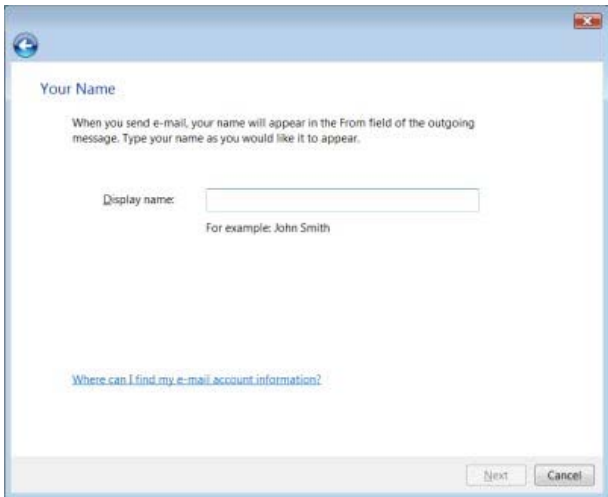 Your Name
When you send e-mail, your name will appear in the From field of the outgoing
message. Type your name as you would like it to appear.
Display name:
For example: John Smith
Where can I find my e-mail account information?
Next Cancel